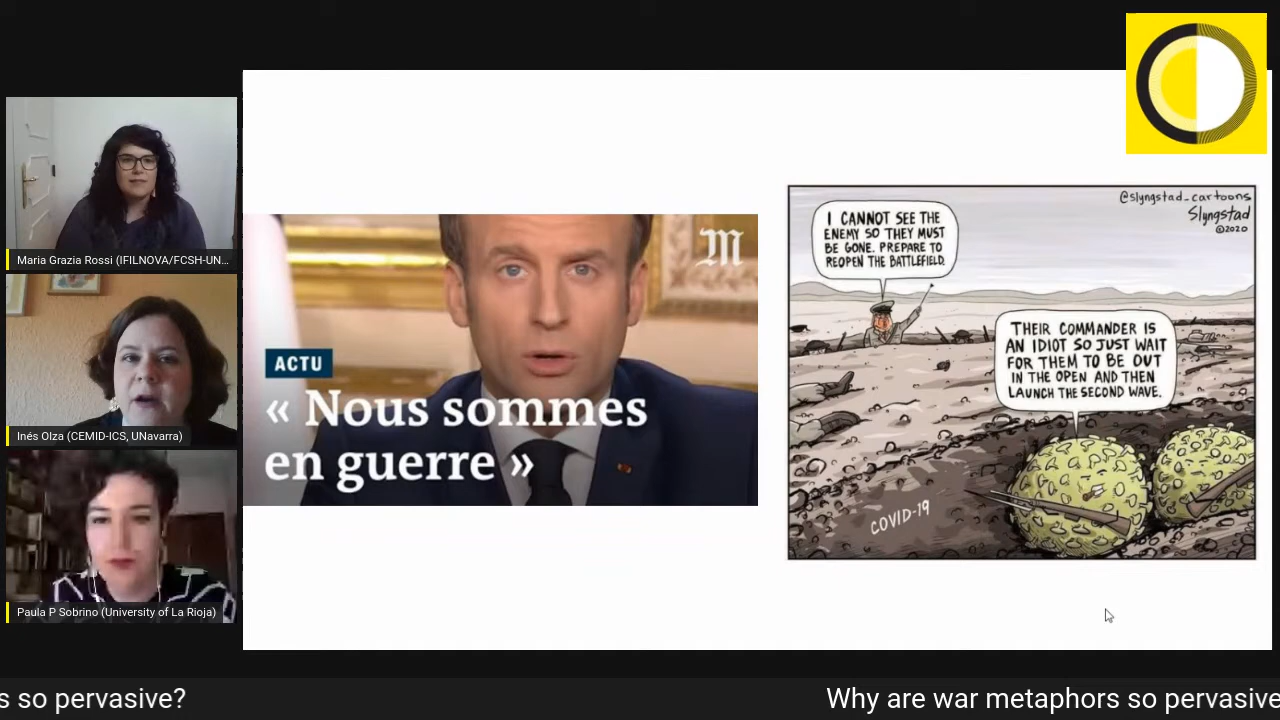 Maria Grazia Rossi (IFILNOVA/FCSH-UN...
Inés Olza (CEMID-ICS, UNavarra)
Paula P Sobrino (University of La Rioja)
M
ACTU
« Nous sommes
en guerre »
@slyngstad_cartoons
Slyngstad
©2020
I CANNOT SEE THE
ENEMY SO THEY MUST
BE GONE. PREPARE TO
REOPEN THE BATTLEFIELD.
THEIR COMMANDER IS
AN IDIOT SO JUST WAIT
FOR THEM TO BE OUT
IN THE OPEN AND THEN
LAUNCH THE SECOND WAVE.
COVID-19
s so pervasive?
Why are war metaphors so pervasive